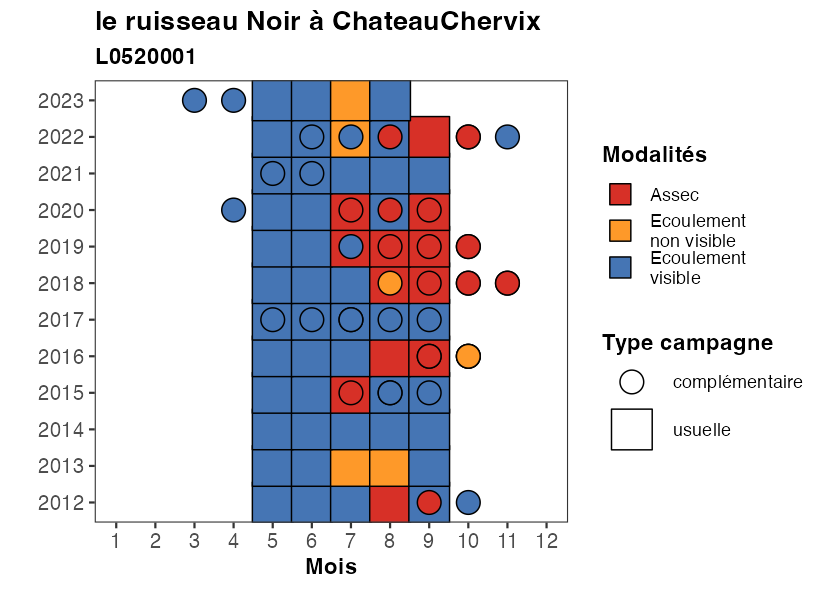 le ruisseau Noir à ChateauChervix
L0520001
2023
2022
2021
2020
2019
2018
2017
2016
2015
2014
2013
2012
1 2 3 4 5 6 7 8 9 10 11 12
Mois
Modalités
Assec
Ecoulement
non visible
Ecoulement
visible
Type campagne
complémentaire
usuelle